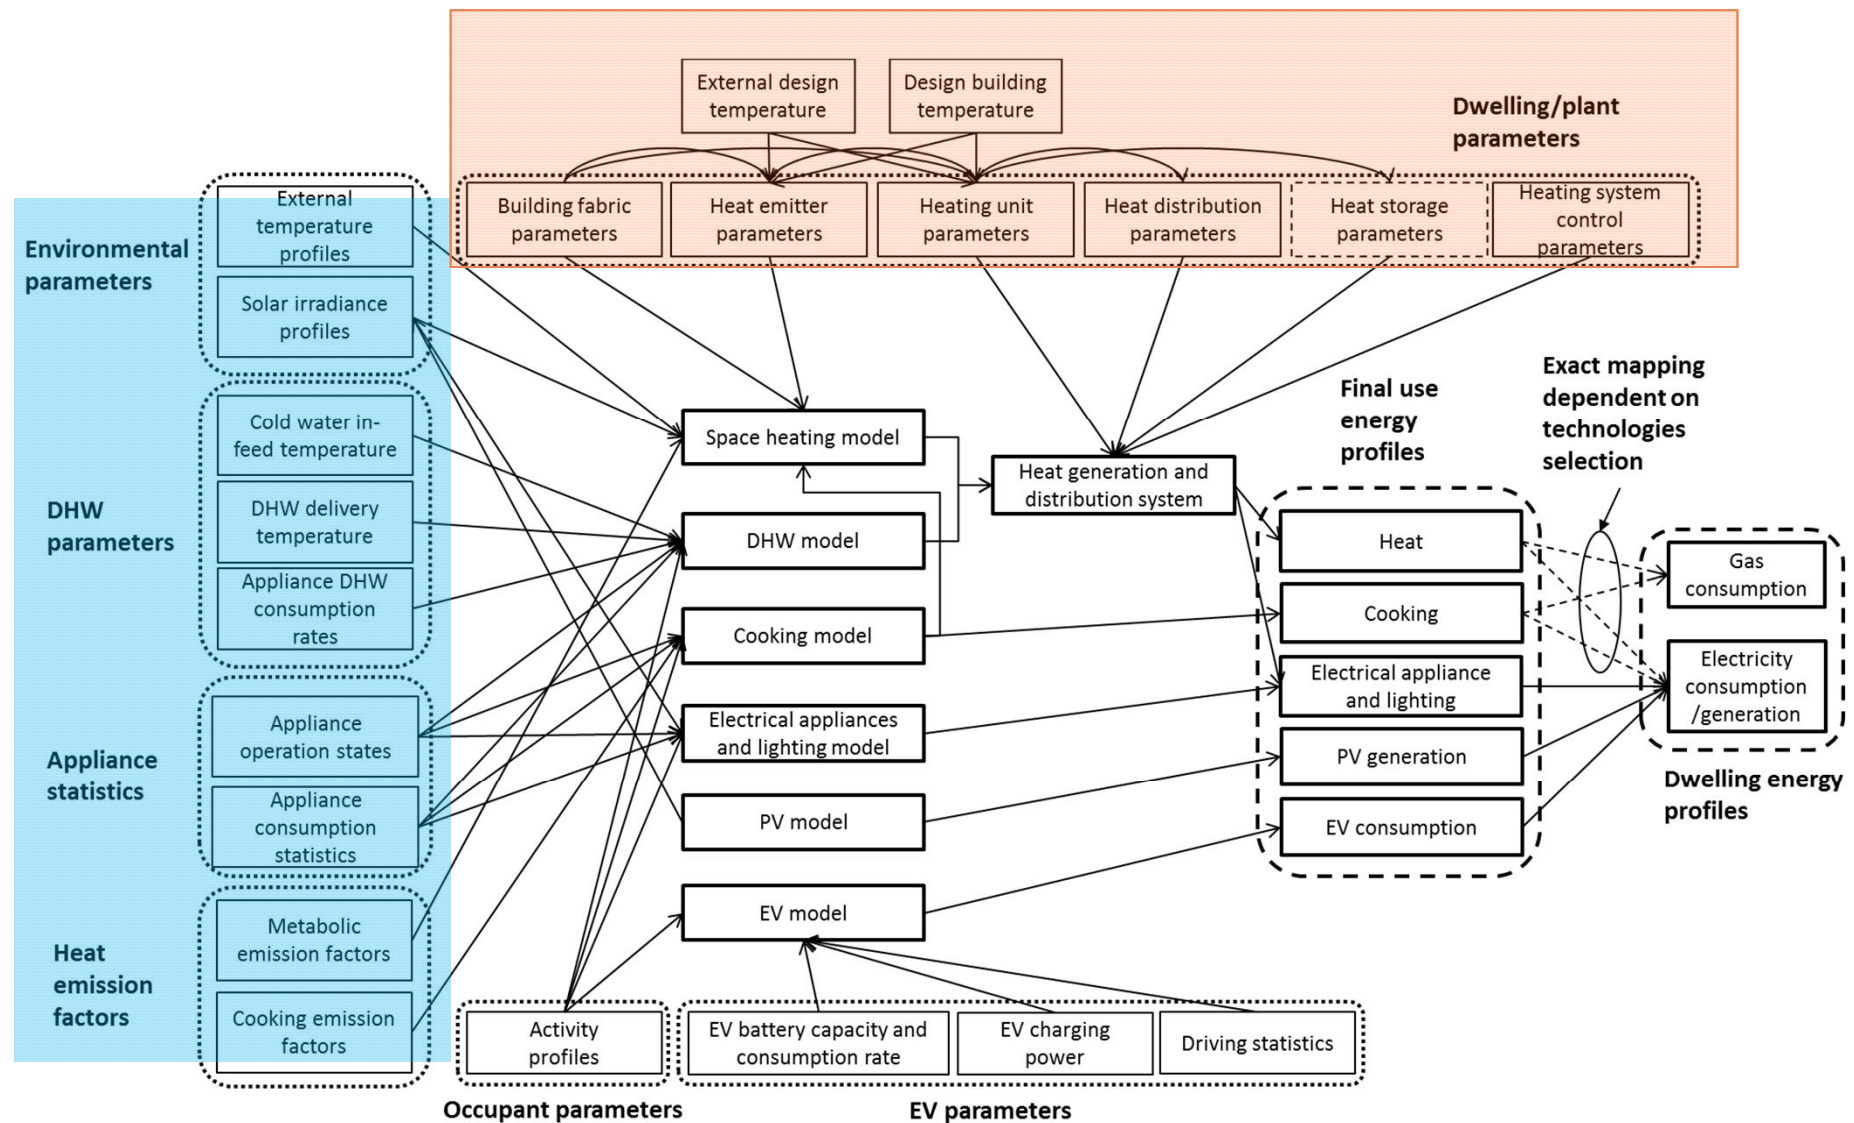 External design
temperature
Design building
temperature
Dwelling/plant
parameters
Building fabric
parameters
Heat emitter
parameters
Heating unit
parameters
Heat distribution
parameters
Heat storage
parameters
Heating system
control
parameters
Environmental
parameters
External
temperature
profiles
Solar irradiance
profiles
DHW
parameters
Cold water in-
feed temperature
DHW delivery
temperature
Appliance DHW
consumption
rates
Appliance
statistics
Appliance
operation states
Appliance
consumption
statistics
Heat
emission
factors
Metabolic
emission factors
Cooking emission
factors
Space heating model
DHW model
Cooking model
Electrical appliances
and lighting model
PV model
EV model
Heat generation and
distribution system
Final use
energy
profiles
Heat
Cooking
Electrical appliance
and lighting
PV generation
EV consumption
Exact mapping
dependent on
technologies
selection
Gas
consumption
Electricity
consumption
/generation
Dwelling energy
profiles
Activity
profiles
EV battery capacity and
consumption rate
EV charging
power
Driving statistics
Occupant parameters
EV parameters